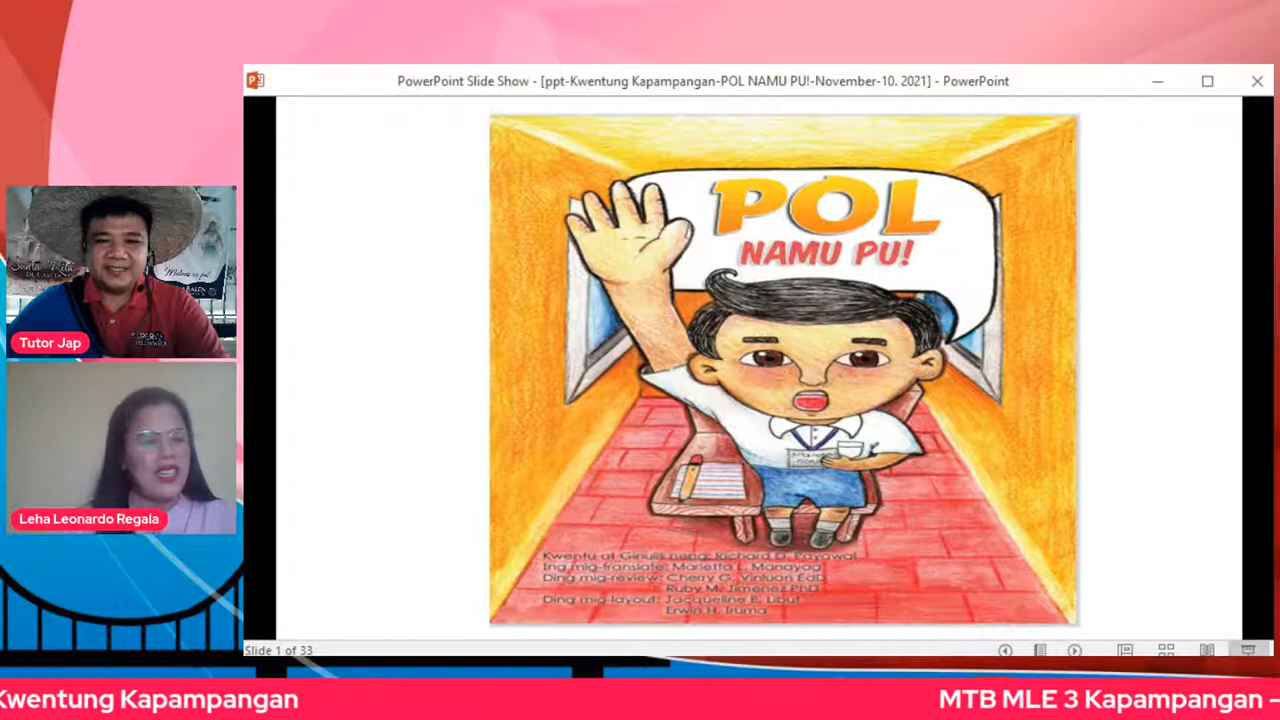 PowerPoint Slide Show - [ppt-Kwentung Kapampangan-POL NAMU PU!-November-10. 2021] - PowerPoint
POL
NAMU PU!
Tutor Jap
Leha Leonardo Regala
Kwentu at Ginulis neng: Richard D. Payawal
Ing mig-translate: Marietta L. Manayag
Ding mig-review: Cherry G. Vinluan EdD
Ruby M. Jimenez PhD
Ding mig-layout: Jacqueline E. Libut
Erwin H. Iruma
Slide 1 of 33
Kwentung Kapampangan
MTB MLE 3 Kapampangan -